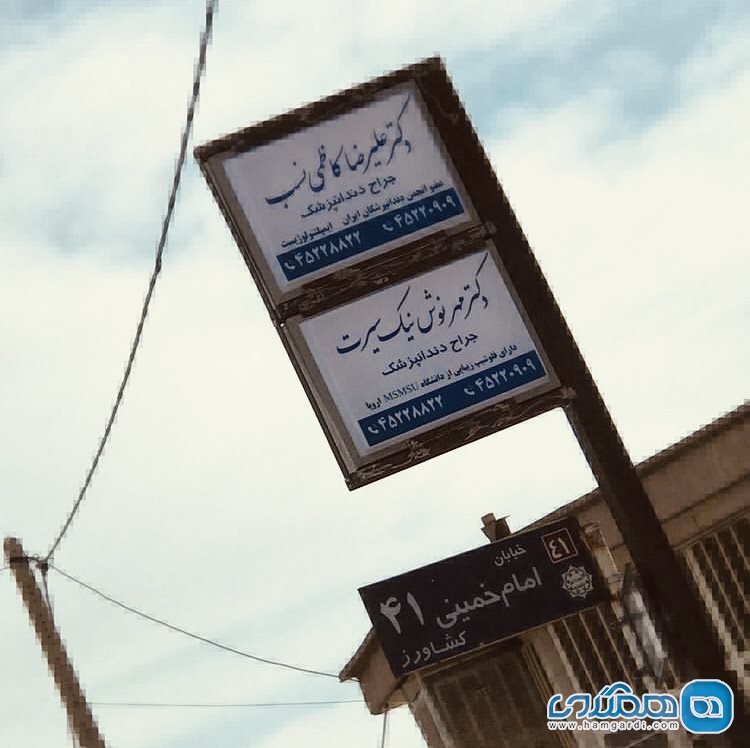 دکتر علیرضا کاظمی نسب
جراح دندانپزشک
عضو انجمن دندانپزشکان ایران ایمپلنتولوژیست
۴۵۲۲۸۸۲۲ ۴۵۲۲۰۹۰۹
دکتر مهرنوش نیک سیرت
جراح دندانپزشک
دارای فلوشیپ زیبایی از دانشگاه MSMSU اروپا
۴۵۲۲۸۸۲۲ ۴۵۲۲۰۹۰۹
خیابان ٤١
امام خمینی ۴۱
کشاورز
همگردی
www.hamgardi.com